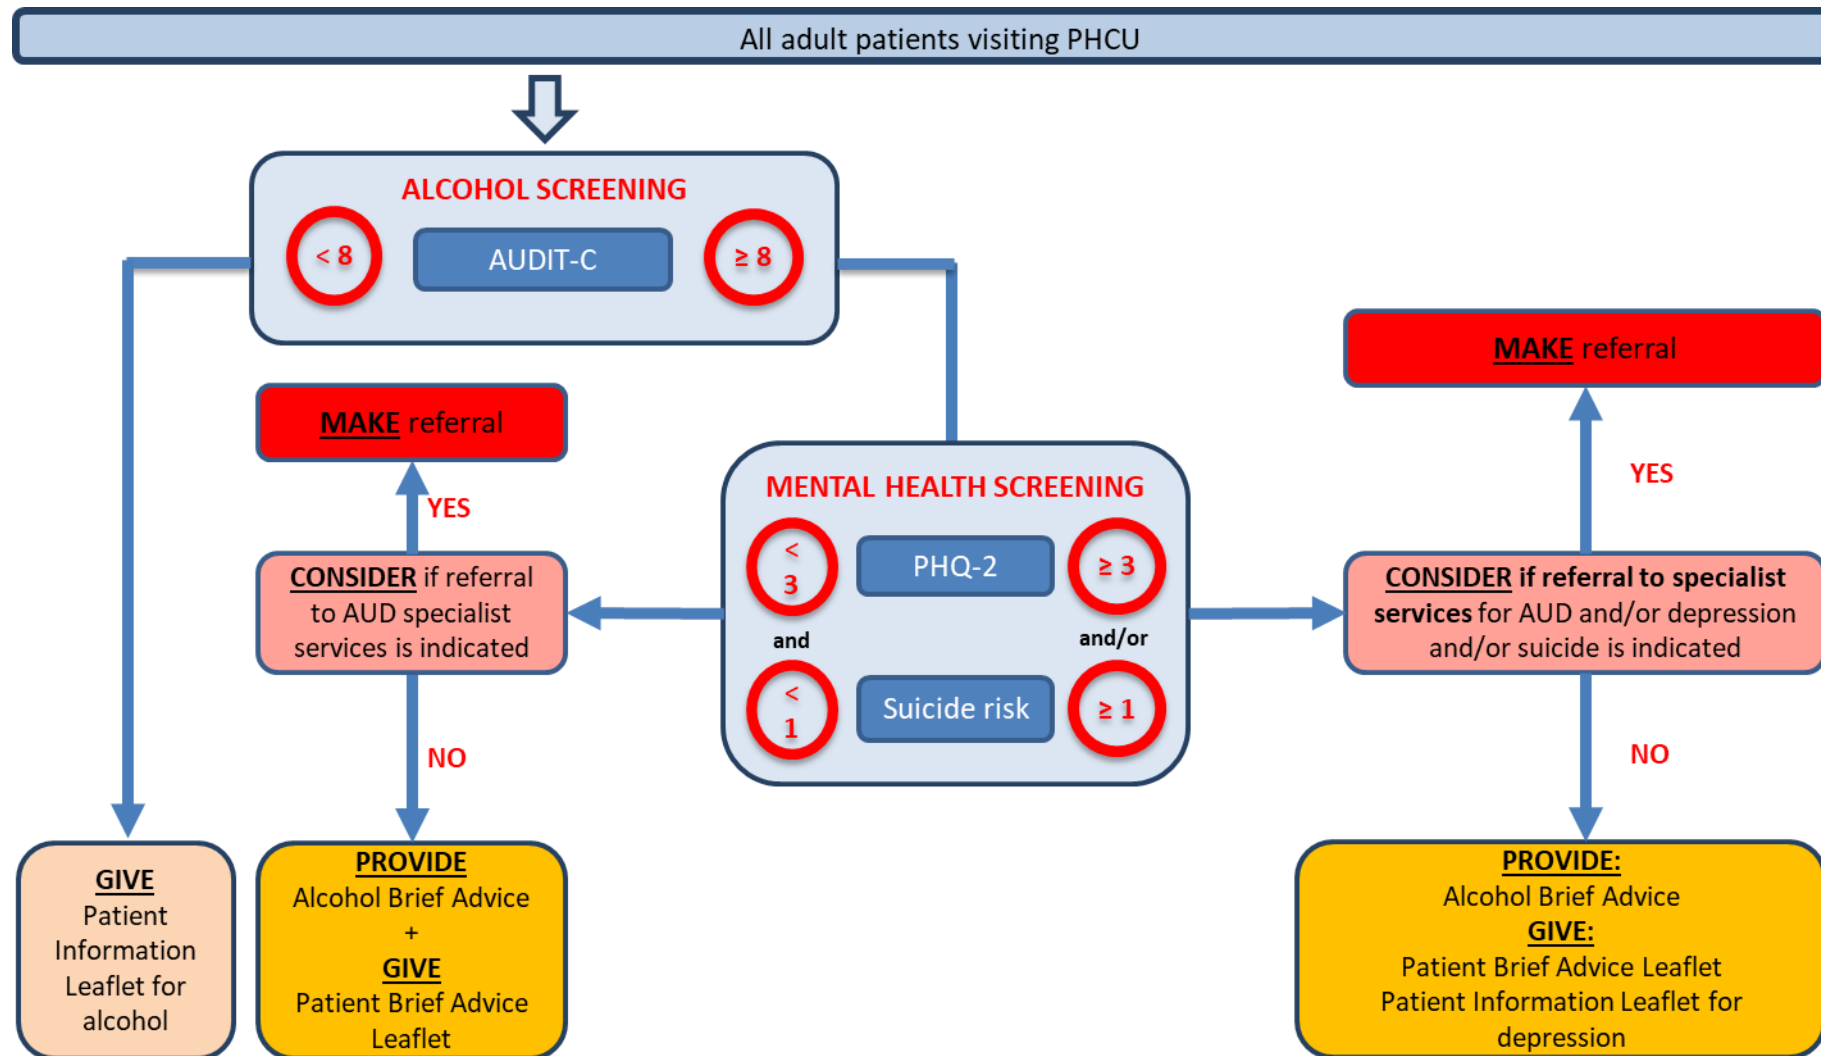 All adult patients visiting PHCU
ALCOHOL SCREENING
< 8
AUDIT-C
≥ 8
MAKE referral
YES
CONSIDER if referral
to AUD specialist
services is indicated
NO
MENTAL HEALTH SCREENING
<
3
PHQ-2
≥ 3
and
and/or
<
1
Suicide risk
≥ 1
MAKE referral
YES
CONSIDER if referral to specialist
services for AUD and/or depression
and/or suicide is indicated
NO
GIVE
Patient
Information
Leaflet for
alcohol
PROVIDE
Alcohol Brief Advice
+
GIVE
Patient Brief Advice
Leaflet
PROVIDE:
Alcohol Brief Advice
GIVE:
Patient Brief Advice Leaflet
Patient Information Leaflet for
depression